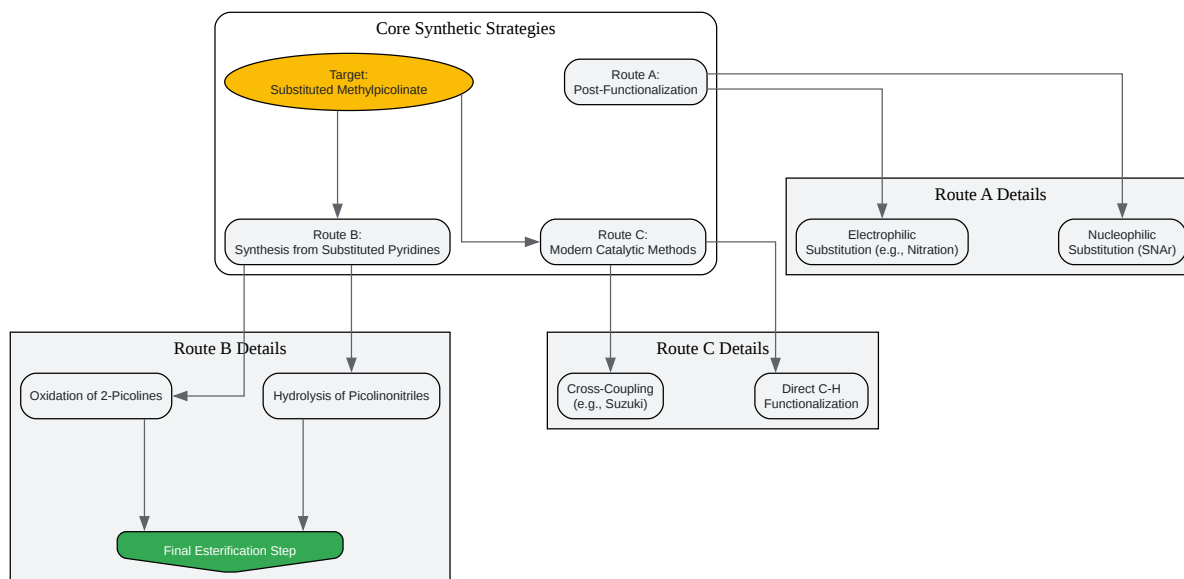 Core Synthetic Strategies
Target:
Substituted Methylpicolinate
Route A:
Post-Functionalization
Route B:
Synthesis from Substituted Pyridines
Route C:
Modern Catalytic Methods
Route A Details
Electrophilic
Substitution (e.g., Nitration)
Nucleophilic
Substitution (SNAr)
Route B Details
Oxidation of 2-Picolines
Hydrolysis of Picolinonitriles
Final Esterification Step
Route C Details
Cross-Coupling
(e.g., Suzuki)
Direct C-H
Functionalization